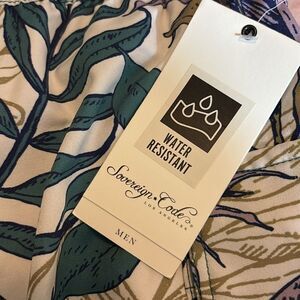 WATER
RESISTANT
Sovereign Code
LOS ANGELES
MEN